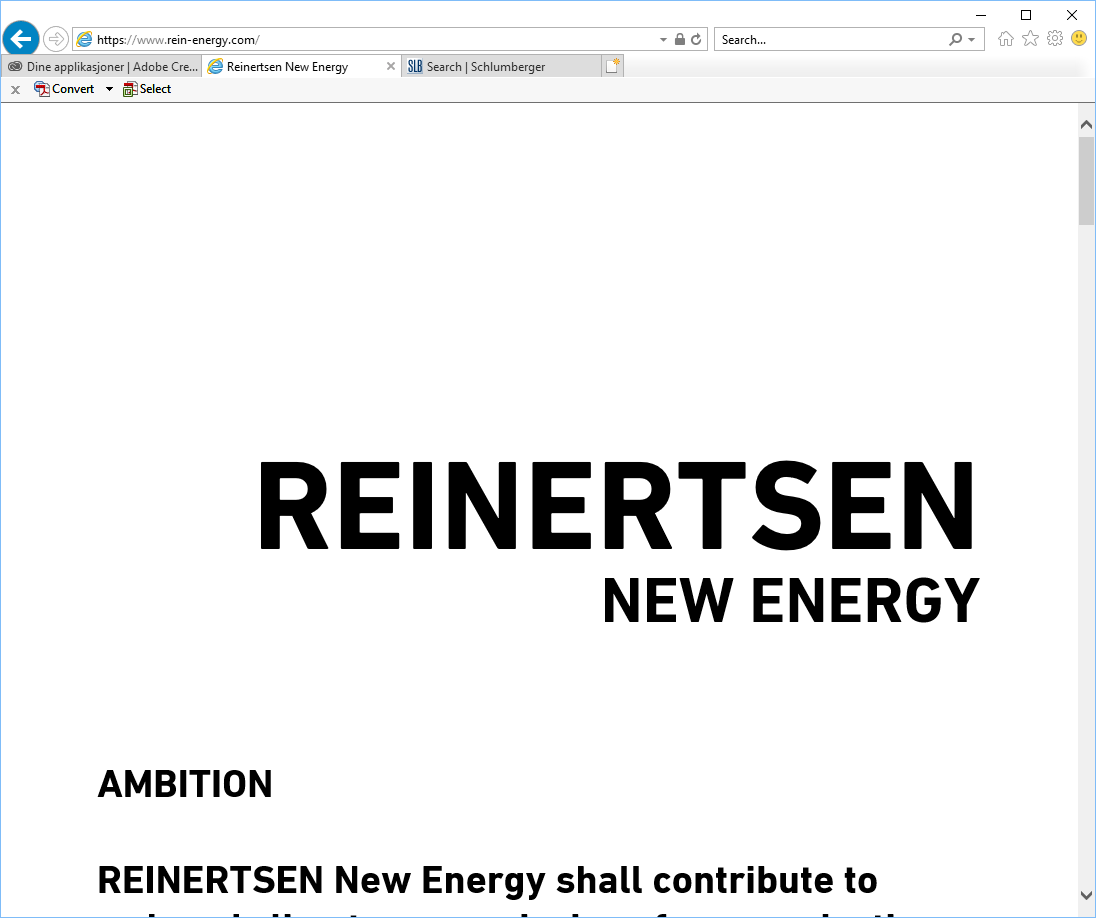 https://www.rein-energy.com/
Search...
Dine applikasjoner | Adobe Cre...
Reinertsen New Energy
SLB Search | Schlumberger
x Convert Select
REINERTSEN
NEW ENERGY
AMBITION
REINERTSEN New Energy shall contribute to